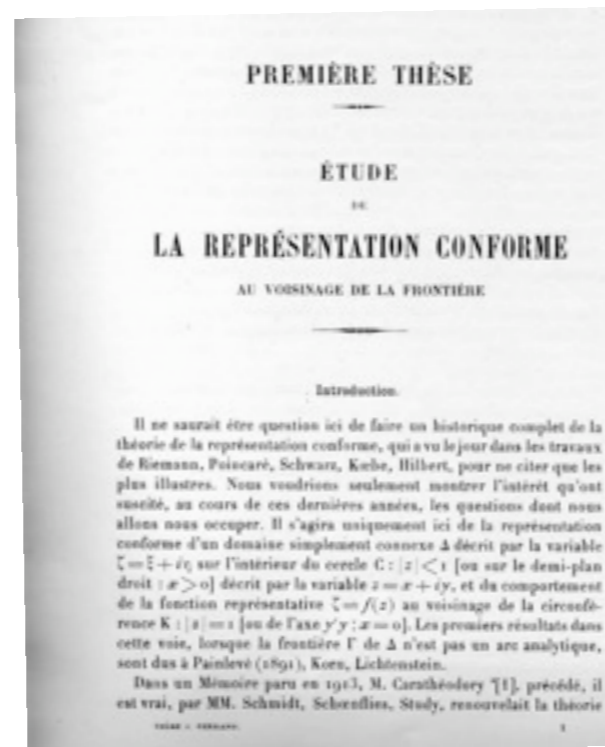 PREMIÈRE THÈSE
ÉTUDE
DE
LA REPRÉSENTATION CONFORME
AU VOISINAGE DE LA FRONTIÈRE
Introduction.
Il ne saurait être question ici de faire un historique complet de la
théorie de la représentation conforme, qui a vu le jour dans les travaux
de Riemann, Poincaré, Schwarz, Kœbe, Hilbert, pour ne citer que les
plus illustres. Nous voudrions seulement montrer l'intérêt qu'ont
suscité, au cours de ces dernières années, les questions dont nous
allons nous occuper. Il s'agira uniquement ici de la représentation
conforme d'un domaine simplement connexe Δ décrit par la variable
ζ = ξ + iη sur l'intérieur du cercle C : |z| < 1 [ou sur le demi-plan
droit : x > 0] décrit par la variable z = x + iy, et du comportement
de la fonction représentative ζ = f(z) au voisinage de la circonfé-
rence K : |z| = 1 [ou de l'axe y'y : x = 0]. Les premiers résultats dans
cette voie, lorsque la frontière Γ de Δ n'est pas un arc analytique,
sont dus à Painlevé (1891), Korn, Lichtenstein.
Dans un Mémoire paru en 1913, M. Carathéodory [1], précédé, il
est vrai, par MM. Schmidt, Schœnflies, Study, renouvelait la théorie
1